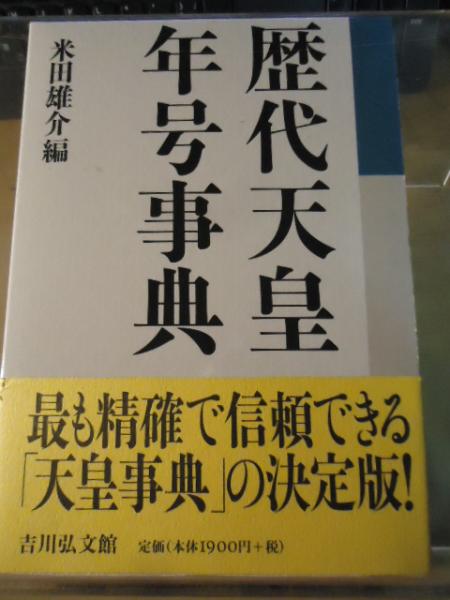 歴代天皇
年号事典
米田雄介編
最も精確で信頼できる
「天皇事典」の決定版!
吉川弘文館 定価(本体1900円+税)